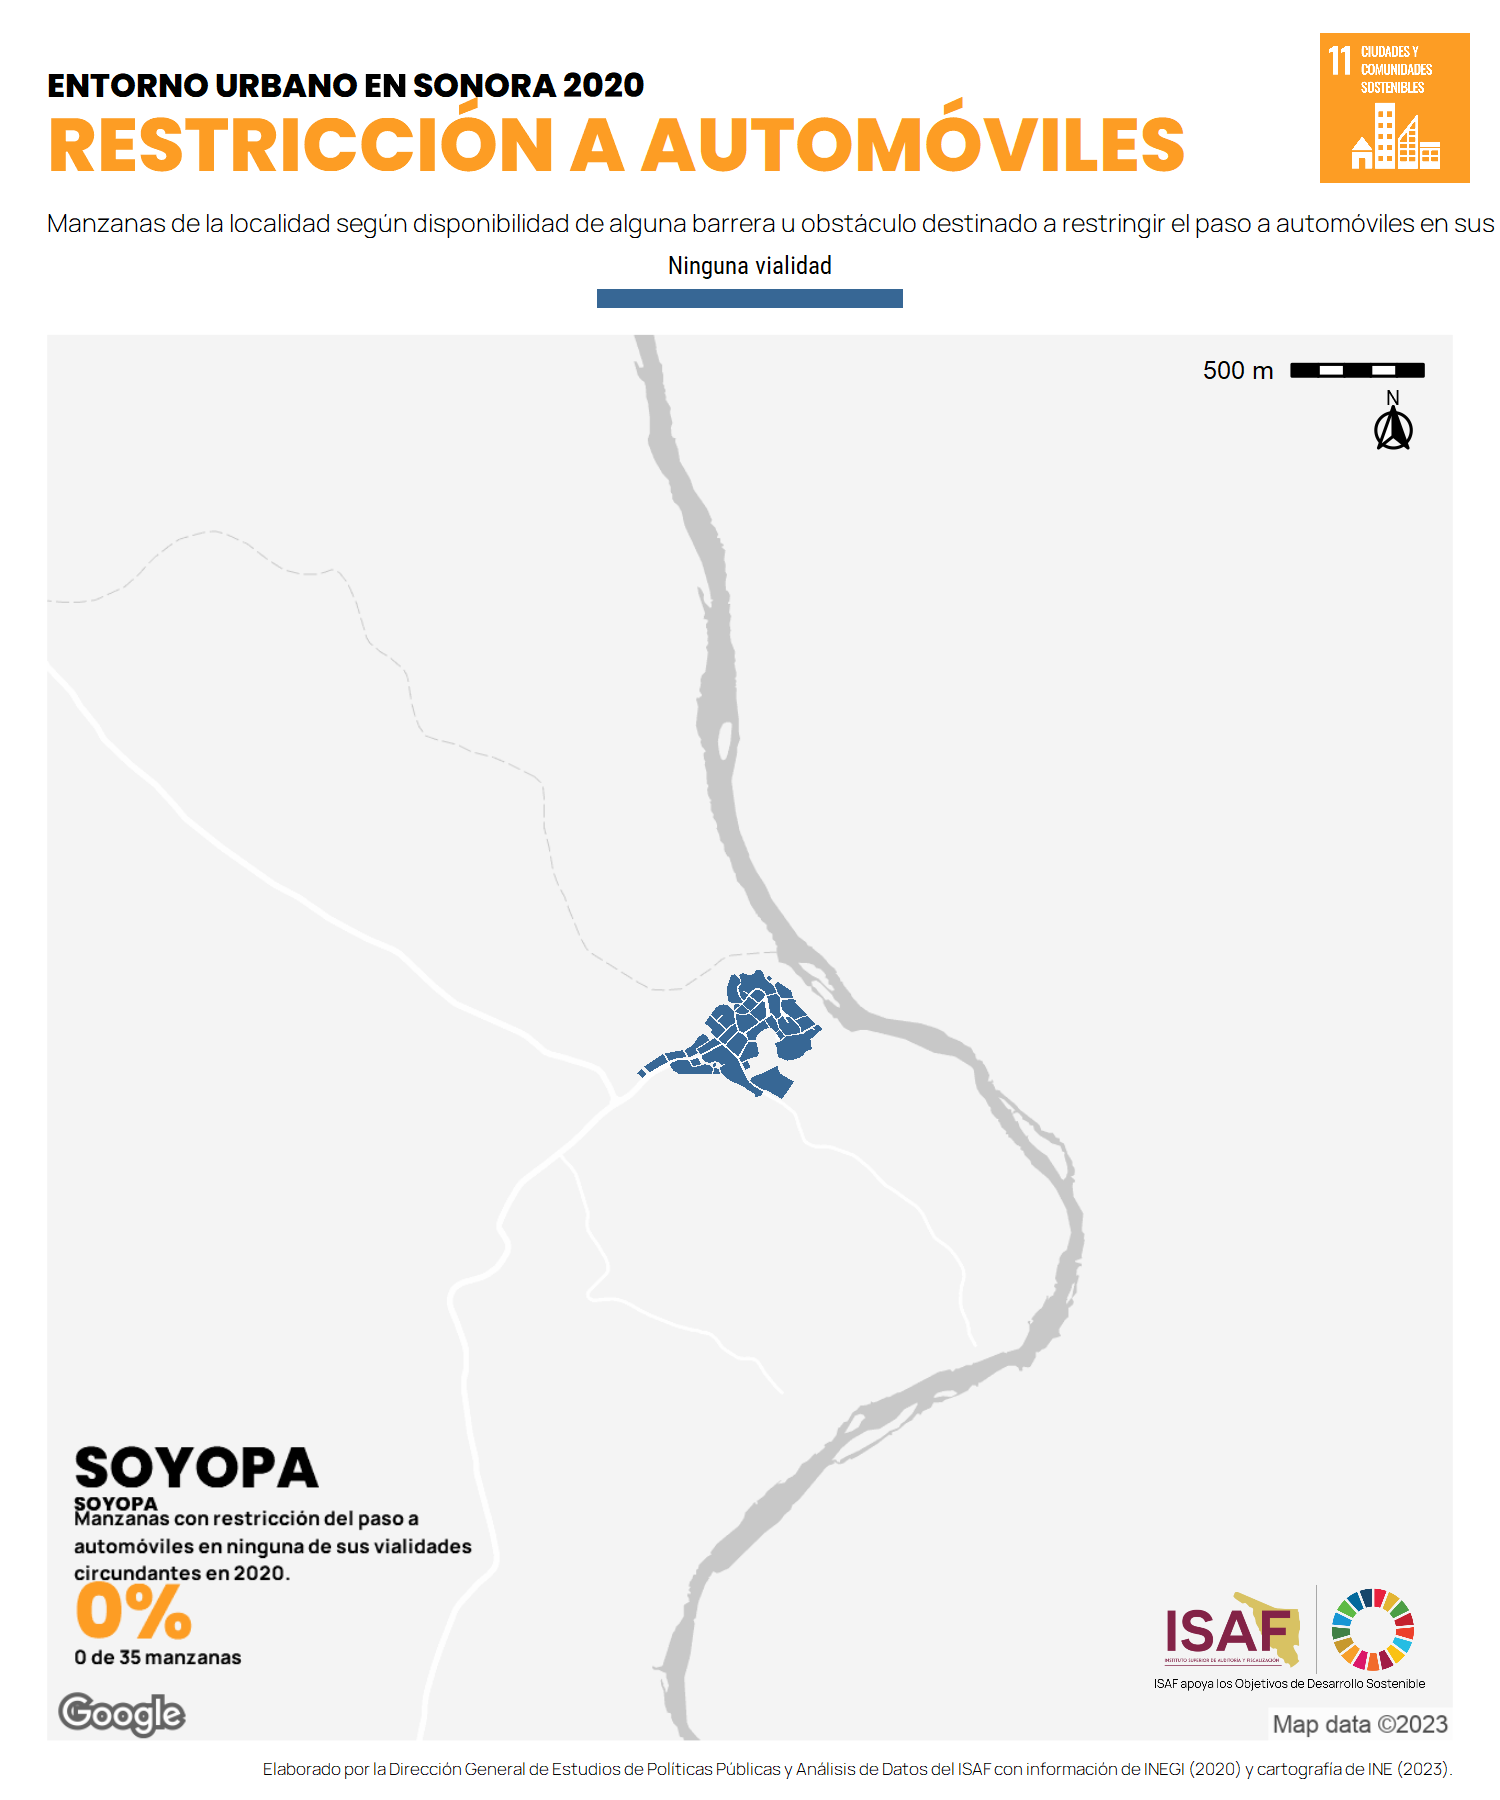 ENTORNO URBANO EN SONORA 2020
RESTRICCIÓN A AUTOMÓVILES
11 CIUDADES Y
COMUNIDADES
SOSTENIBLES
Manzanas de la localidad según disponibilidad de alguna barrera u obstáculo destinado a restringir el paso a automóviles en sus
Ninguna vialidad
500 m
N
SOYOPA
SOYOPA
Manzanas con restricción del paso a
automóviles en ninguna de sus vialidades
circundantes en 2020.
0%
0 de 35 manzanas
ISAF
INSTITUTO SUPERIOR DE AUDITORÍA Y FISCALIZACIÓN
ISAF apoya los Objetivos de Desarrollo Sostenible
Google
Map data ©2023
Elaborado por la Dirección General de Estudios de Políticas Públicas y Análisis de Datos del ISAF con información de INEGI (2020) y cartografía de INE (2023).